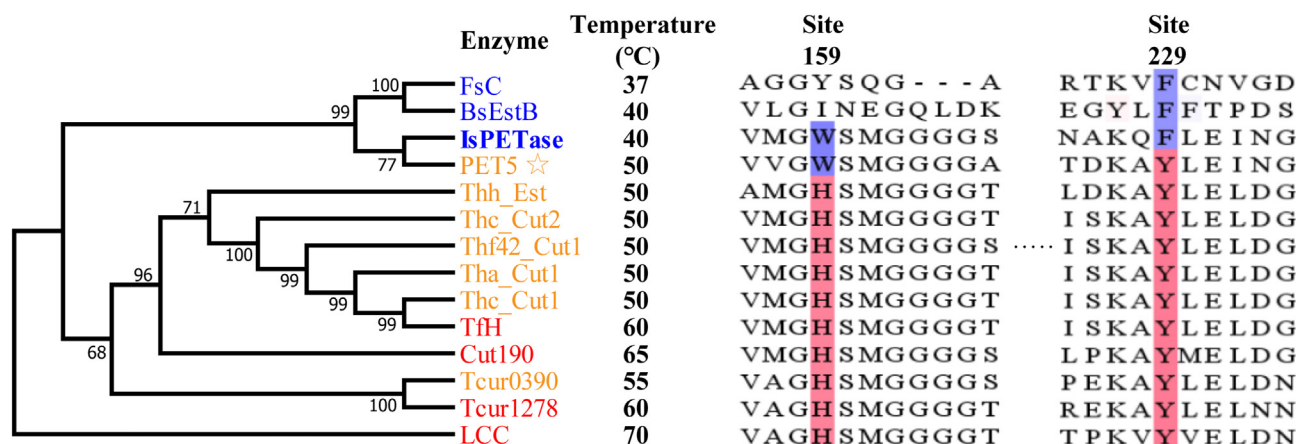 Enzyme Temperature (°C) Site 159 Site 229
100 FsC 37 AGGYSQG---A RTKVFCNVGD
99 BsEstB 40 VLGINEGQLDK EGYLFFTPDS
IsPETase 40 VMGWSMGGGGS NAKQFLEING
77 PET5 ☆ 50 VVGWSMGGGGA TDKAYLEING
Thh_Est 50 AMGHSMGGGGT LDKAYLELDG
71 Thc_Cut2 50 VMGHSMGGGGT ISKAYLELDG
100 Thf42_Cut1 50 VMGHSMGGGGS ..... ISKAYLELDG
96 99 Tha_Cut1 50 VMGHSMGGGGT ISKAYLELDG
99 Thc_Cut1 50 VMGHSMGGGGT ISKAYLELDG
99 TfH 60 VMGHSMGGGGT ISKAYLELDG
68 Cut190 65 VMGHSMGGGGS LPKAYMELDG
Tcur0390 55 VAGHSMGGGGS PEKAYLELDN
100 Tcur1278 60 VAGHSMGGGGT REKAYLELNN
LCC 70 VAGHSMGGGGT TPKVYVELDN